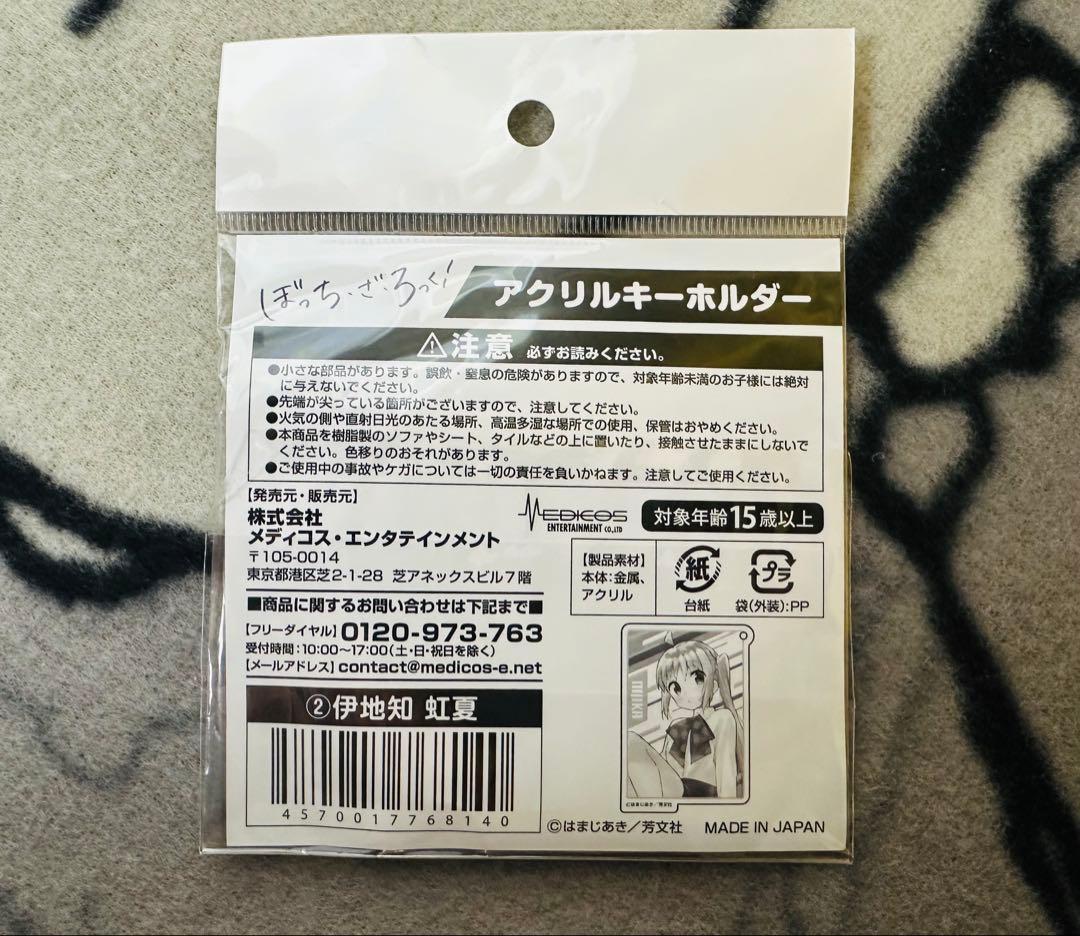 ぼっち・ざ・ろっく!
アクリルキーホルダー
注意 必ずお読みください。
●小さな部品があります。誤飲・窒息の危険がありますので、対象年齢未満のお子様には絶対
に与えないでください。
●先端が尖っている箇所がございますので、注意してください。
●火気の側や直射日光のあたる場所、高温多湿な場所での使用、保管はおやめください。
●本商品を樹脂製のソファやシート、タイルなどの上に置いたり、接触させたままにしないで
ください。色移りのおそれがあります。
●ご使用中の事故やケガについては一切の責任を負いかねます。注意してご使用ください。
【発売元・販売元】
株式会社
メディコス・エンタテインメント
〒105-0014
東京都港区芝2-1-28 芝アネックスビル7階
MEDICOS
ENTERTAINMENT CO.,LTD
対象年齢15歳以上
【製品素材】
本体:金属、
アクリル
紙
台紙
プラ
袋(外装):PP
■商品に関するお問い合わせは下記まで■
【フリーダイヤル】0120-973-763
受付時間:10:00〜17:00(土・日・祝日を除く)
【メールアドレス】contact@medicos-e.net
②伊地知 虹夏
4570017768140
NIJIKA
©はまじあき/芳文社
©はまじあき/芳文社
MADE IN JAPAN